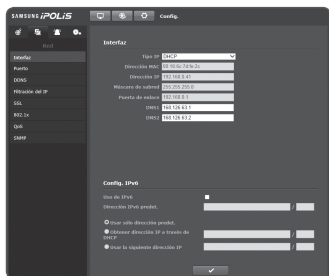 SAMSUNG iPOLiS
Config.
Red
Interfaz
Puerto
DDNS
Filtración del IP
SSL
802.1x
QoS
SNMP
Interfaz
Tipo IP DHCP
Dirección MAC
Dirección IP 192.168.0.41
Máscara de subred 255.255.255.0
Puerta de enlace 192.168.0.1
DNS1 168.126.63.1
DNS2 168.126.63.2
Config. IPv6
Uso de IPv6
Dirección IPv6 predet. /
Usar sólo dirección predet.
Obtener dirección IP a través de DHCP /
Usar lo siguiente dirección IP /